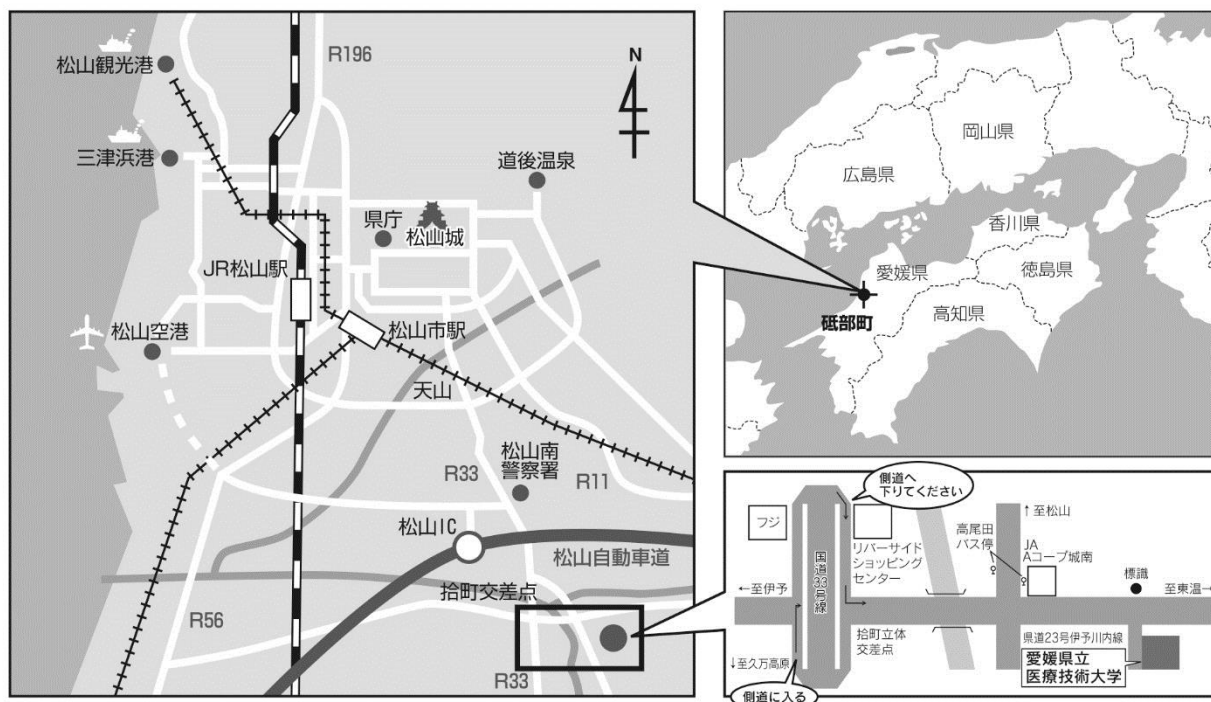 R196
松山観光港
N
三津浜港
道後温泉
県庁
松山城
JR松山駅
松山空港
松山市駅
天山
松山南
警察署
R33
R11
松山IC
松山自動車道
拾町交差点
R56
R33
岡山県
広島県
香川県
愛媛県
徳島県
高知県
砥部町
側道へ
下りてください
フジ
国道33号線
リバーサイド
ショッピング
センター
高尾田
バス停
↑至松山
JA
Aコープ城南
標識
←至伊予
至東温→
拾町立体
交差点
県道23号伊予川内線
愛媛県立
医療技術大学
↓至久万高原
側道に入る